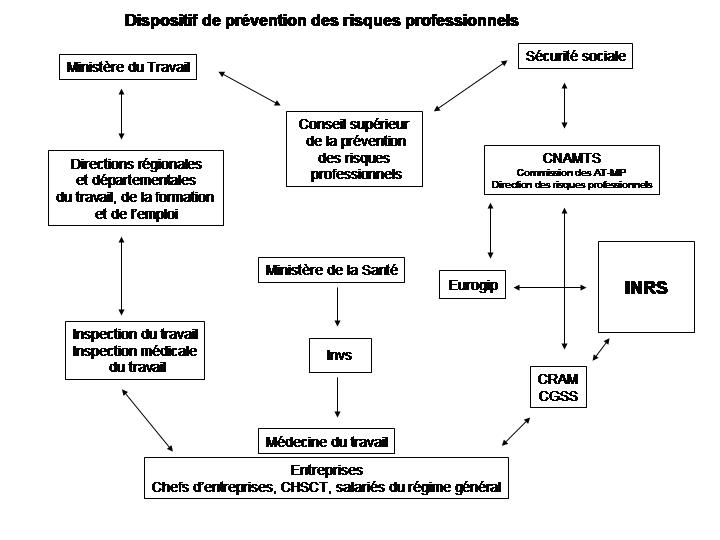 Dispositif de prévention des risques professionnels
Ministère du Travail
Sécurité sociale
Conseil supérieur
de la prévention
des risques
professionnels
Directions régionales
et départementales
du travail, de la formation
et de l'emploi
CNAMTS
Commission des AT-MP
Direction des risques professionnels
Ministère de la Santé
Eurogip
INRS
Inspection du travail
Inspection médicale
du travail
Invs
CRAM
CGSS
Médecine du travail
Entreprises
Chefs d'entreprises, CHSCT, salariés du régime général